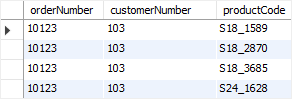 orderNumber customerNumber productCode
10123 103 S18_1589
10123 103 S18_2870
10123 103 S18_3685
10123 103 S24_1628